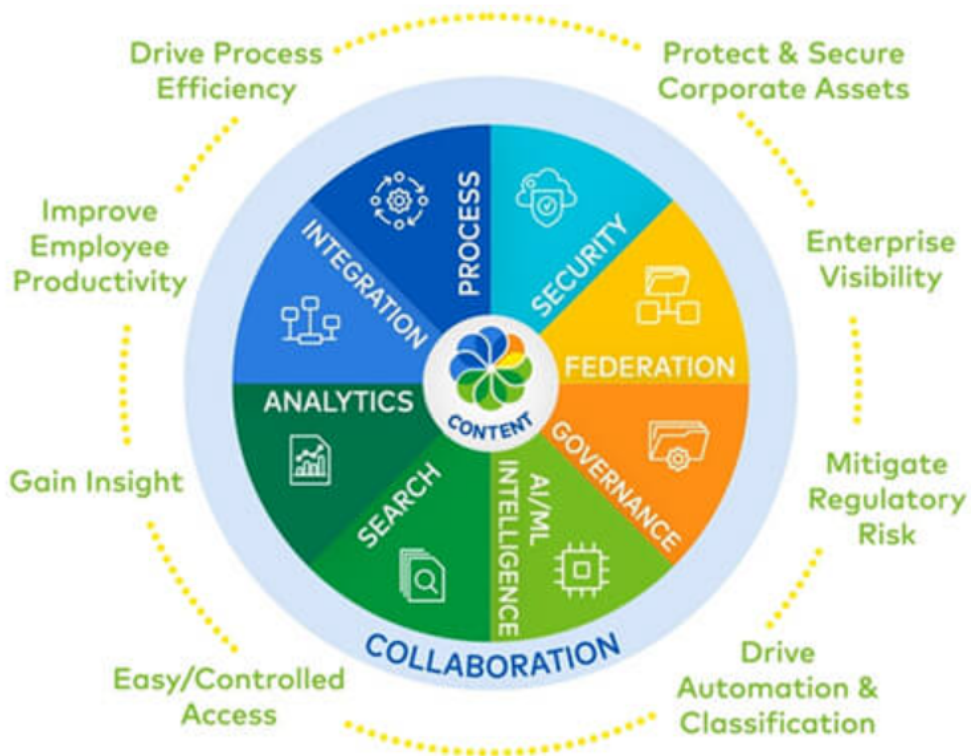 Drive Process
Efficiency
Protect & Secure
Corporate Assets
Improve
Employee
Productivity
Enterprise
Visibility
Gain Insight
Mitigate
Regulatory
Risk
Easy/Controlled
Access
Drive
Automation &
Classification
PROCESS
SECURITY
INTEGRATION
FEDERATION
ANALYTICS
CONTENT
GOVERNANCE
SEARCH
AI/ML
INTELLIGENCE
COLLABORATION